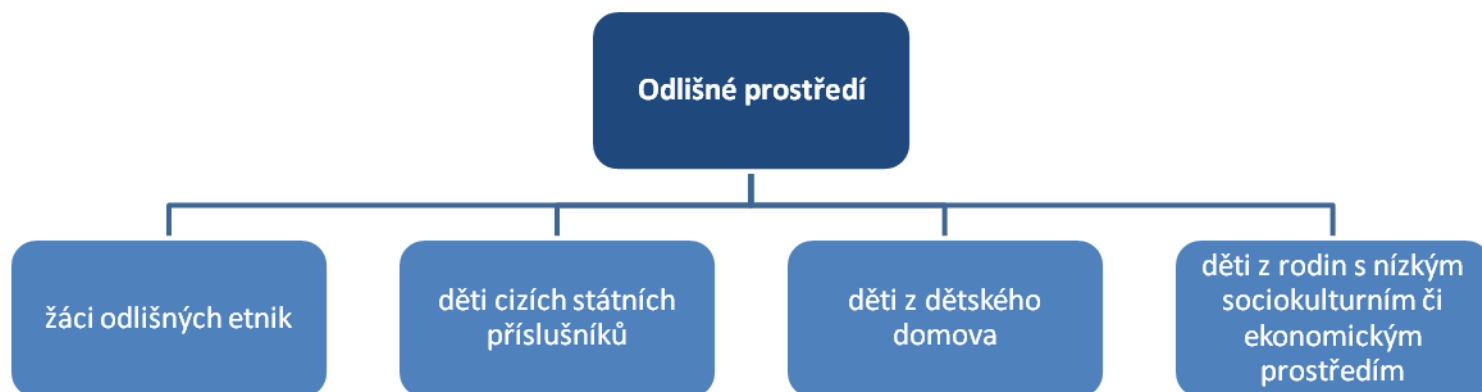 Odlišné prostředí
žáci odlišných etnik
děti cizích státních
příslušníků
děti z dětského
domova
děti z rodin s nízkým
sociokulturním či
ekonomickým
prostředím